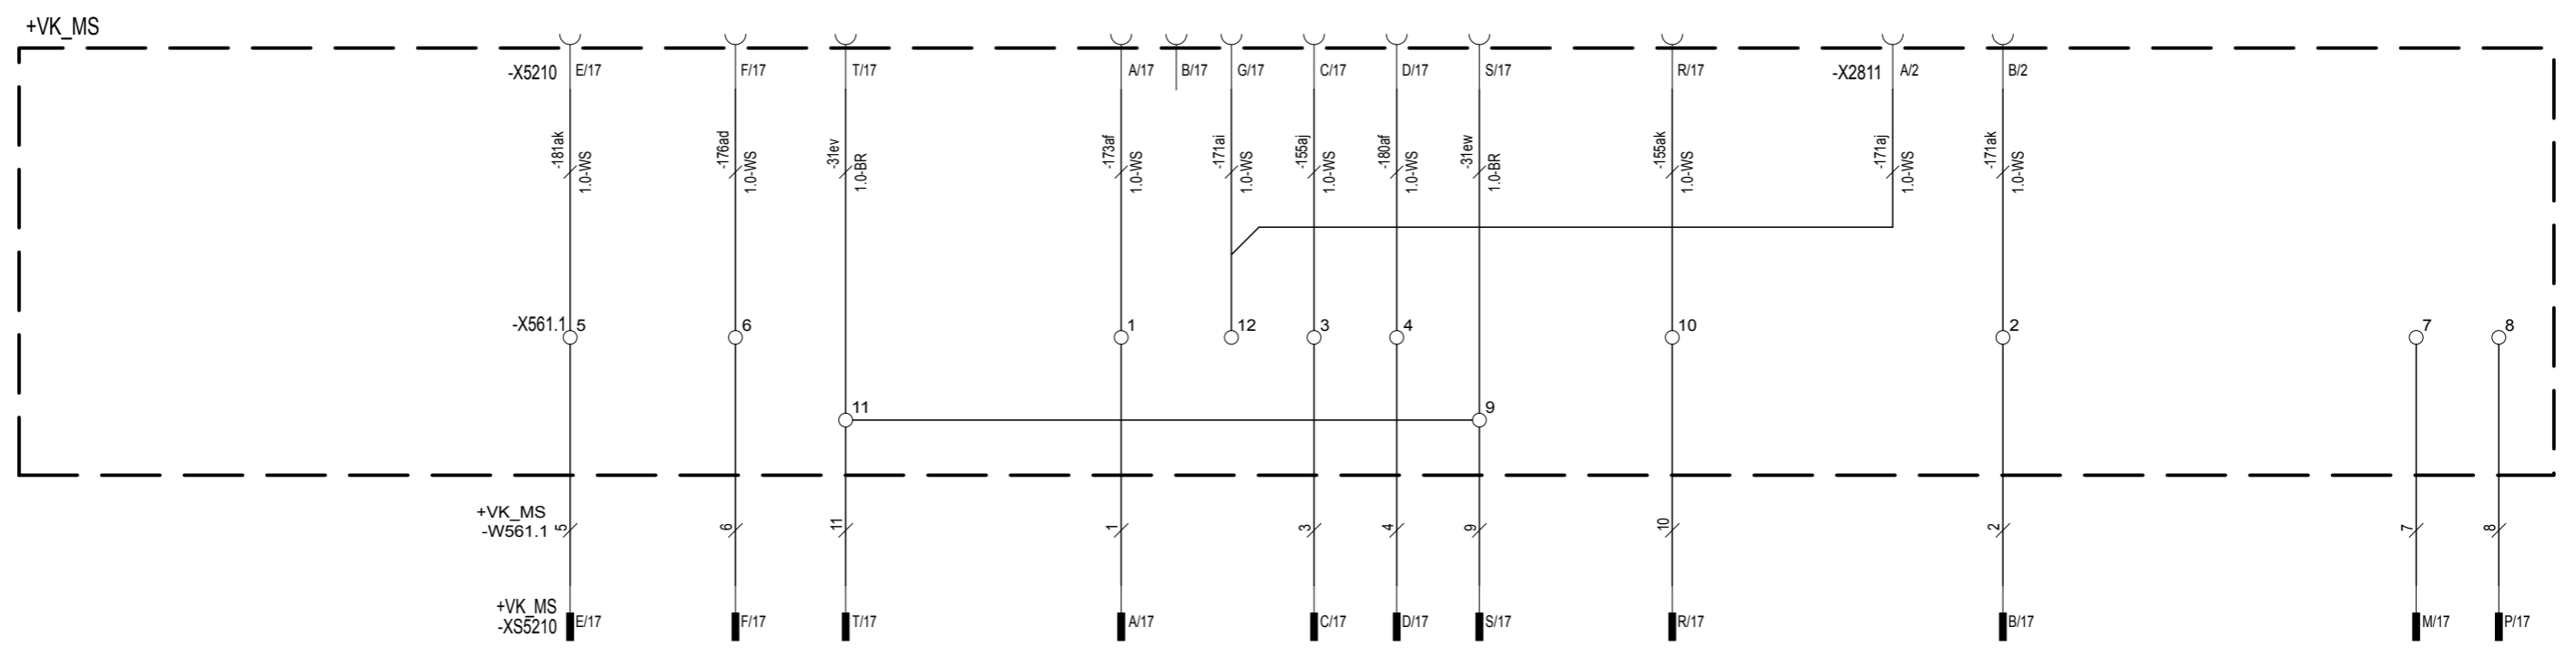 +VK_MS
-X5210 E/17 F/17 T/17 A/17 B/17 G/17 C/17 D/17 S/17 R/17 -X2811 A/2 B/2
-181ak 1.0-WS -176ad 1.0-WS -31ev 1.0-BR -173af 1.0-WS -171ai 1.0-WS -155aj 1.0-WS -180af 1.0-WS -31ew 1.0-BR -155ak 1.0-WS -171aj 1.0-WS -171ak 1.0-WS
-X561.1 5 6 1 12 3 4 10 2 7 8
11 9
+VK_MS
-W561.1 5 6 11 1 3 4 9 10 2 7 8
+VK_MS
-XS5210 E/17 F/17 T/17 A/17 C/17 D/17 S/17 R/17 B/17 M/17 P/17